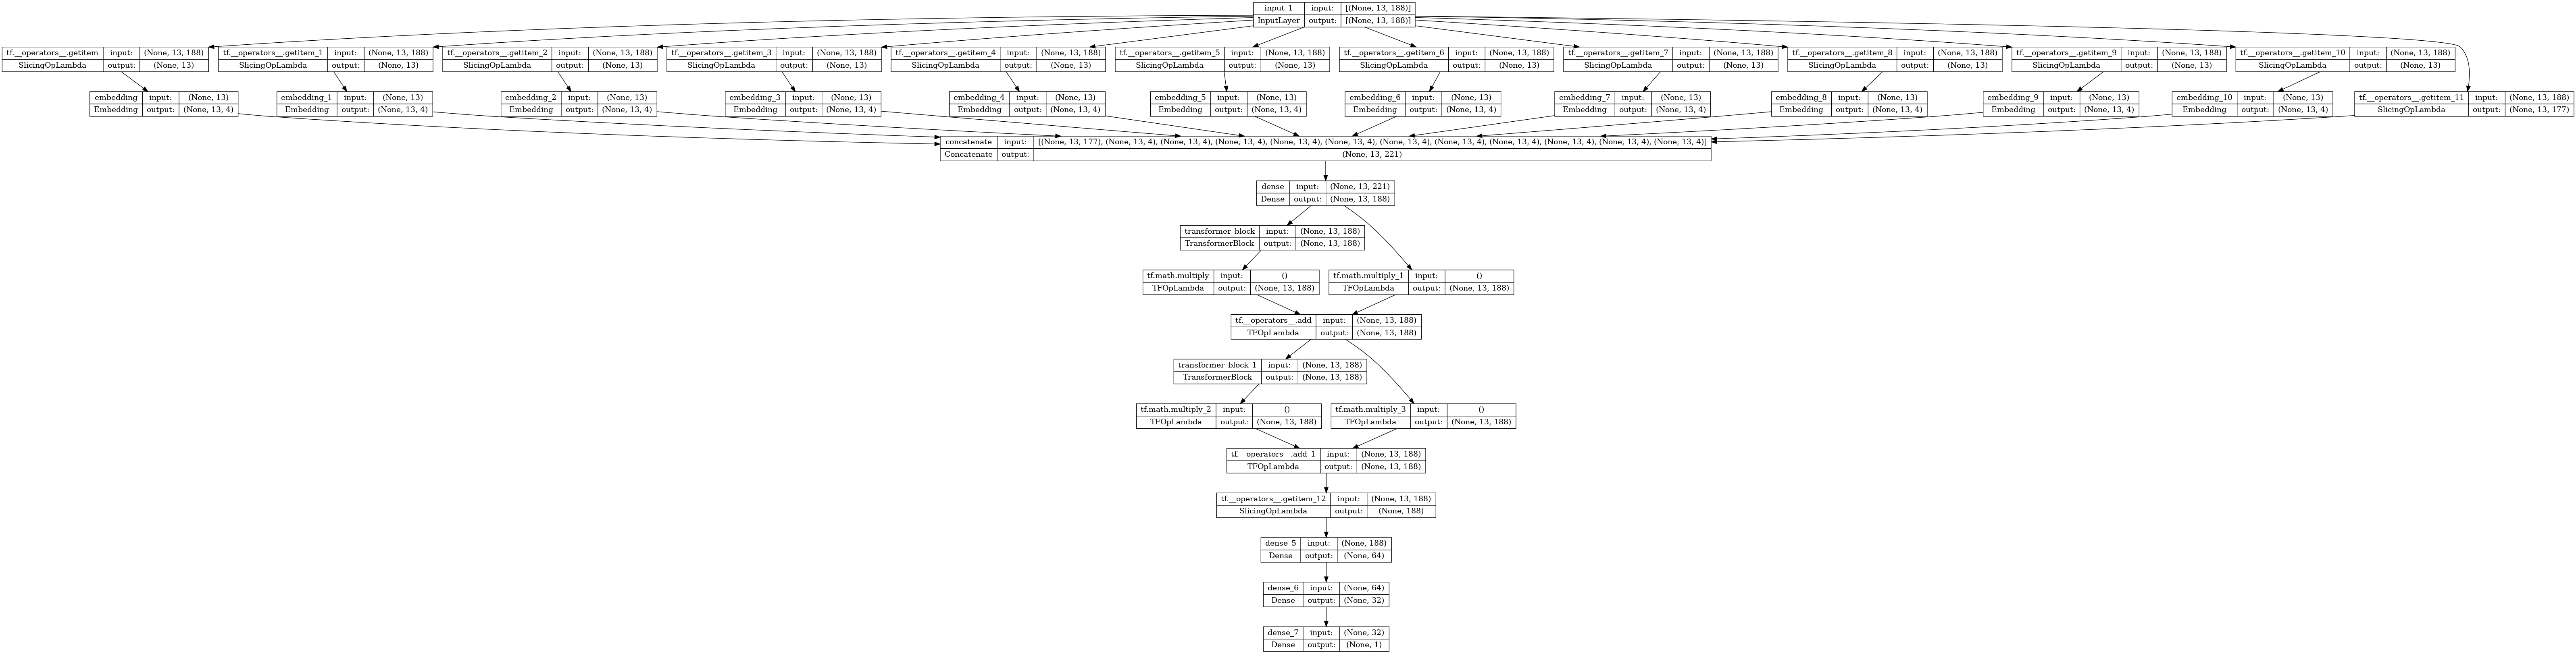 input_1 input: [(None, 13, 188)]
InputLayer output: [(None, 13, 188)]
tf.__operators__.getitem input: (None, 13, 188)
SlicingOpLambda output: (None, 13)
tf.__operators__.getitem_1 input: (None, 13, 188)
SlicingOpLambda output: (None, 13)
tf.__operators__.getitem_2 input: (None, 13, 188)
SlicingOpLambda output: (None, 13)
tf.__operators__.getitem_3 input: (None, 13, 188)
SlicingOpLambda output: (None, 13)
tf.__operators__.getitem_4 input: (None, 13, 188)
SlicingOpLambda output: (None, 13)
tf.__operators__.getitem_5 input: (None, 13, 188)
SlicingOpLambda output: (None, 13)
tf.__operators__.getitem_6 input: (None, 13, 188)
SlicingOpLambda output: (None, 13)
tf.__operators__.getitem_7 input: (None, 13, 188)
SlicingOpLambda output: (None, 13)
tf.__operators__.getitem_8 input: (None, 13, 188)
SlicingOpLambda output: (None, 13)
tf.__operators__.getitem_9 input: (None, 13, 188)
SlicingOpLambda output: (None, 13)
tf.__operators__.getitem_10 input: (None, 13, 188)
SlicingOpLambda output: (None, 13)
embedding input: (None, 13)
Embedding output: (None, 13, 4)
embedding_1 input: (None, 13)
Embedding output: (None, 13, 4)
embedding_2 input: (None, 13)
Embedding output: (None, 13, 4)
embedding_3 input: (None, 13)
Embedding output: (None, 13, 4)
embedding_4 input: (None, 13)
Embedding output: (None, 13, 4)
embedding_5 input: (None, 13)
Embedding output: (None, 13, 4)
embedding_6 input: (None, 13)
Embedding output: (None, 13, 4)
embedding_7 input: (None, 13)
Embedding output: (None, 13, 4)
embedding_8 input: (None, 13)
Embedding output: (None, 13, 4)
embedding_9 input: (None, 13)
Embedding output: (None, 13, 4)
embedding_10 input: (None, 13)
Embedding output: (None, 13, 4)
tf.__operators__.getitem_11 input: (None, 13, 188)
SlicingOpLambda output: (None, 13, 177)
concatenate input: [(None, 13, 177), (None, 13, 4), (None, 13, 4), (None, 13, 4), (None, 13, 4), (None, 13, 4), (None, 13, 4), (None, 13, 4), (None, 13, 4), (None, 13, 4), (None, 13, 4), (None, 13, 4)]
Concatenate output: (None, 13, 221)
dense input: (None, 13, 221)
Dense output: (None, 13, 188)
transformer_block input: (None, 13, 188)
TransformerBlock output: (None, 13, 188)
tf.math.multiply input: ()
TFOpLambda output: (None, 13, 188)
tf.math.multiply_1 input: ()
TFOpLambda output: (None, 13, 188)
tf.__operators__.add input: (None, 13, 188)
TFOpLambda output: (None, 13, 188)
transformer_block_1 input: (None, 13, 188)
TransformerBlock output: (None, 13, 188)
tf.math.multiply_2 input: ()
TFOpLambda output: (None, 13, 188)
tf.math.multiply_3 input: ()
TFOpLambda output: (None, 13, 188)
tf.__operators__.add_1 input: (None, 13, 188)
TFOpLambda output: (None, 13, 188)
tf.__operators__.getitem_12 input: (None, 13, 188)
SlicingOpLambda output: (None, 188)
dense_5 input: (None, 188)
Dense output: (None, 64)
dense_6 input: (None, 64)
Dense output: (None, 32)
dense_7 input: (None, 32)
Dense output: (None, 1)